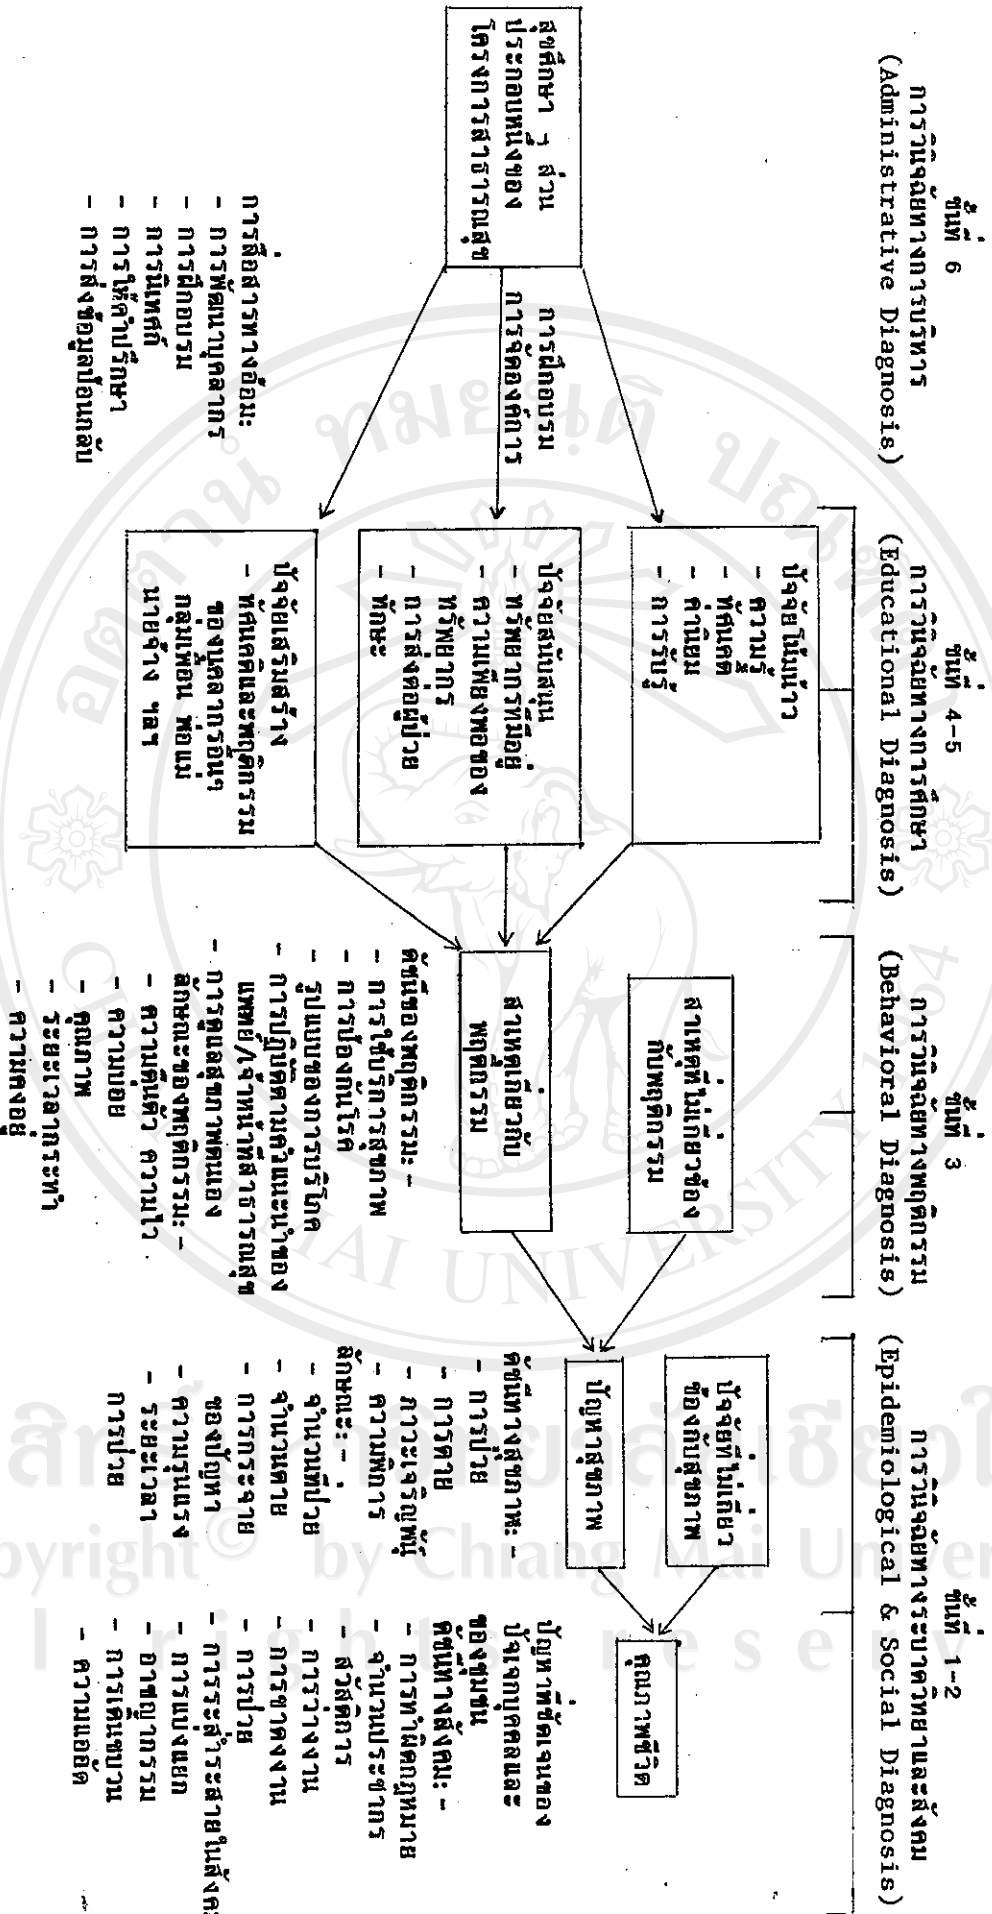 ขั้นที่ 6
การวินิจฉัยทางการบริหาร
(Administrative Diagnosis)
ขั้นที่ 4-5
การวินิจฉัยทางการศึกษา
(Educational Diagnosis)
ขั้นที่ 3
การวินิจฉัยทางพฤติกรรม
(Behavioral Diagnosis)
ขั้นที่ 1-2
การวินิจฉัยทางระบาดวิทยาและสังคม
(Epidemiological & Social Diagnosis)
สุขศึกษา ๆ ส่วน
ประกอบหนึ่งของ
โครงการสาธารณสุข
การฝึกอบรม
การจัดองค์การ
การสื่อสารทางอ้อม:
- การพัฒนาบุคลากร
- การฝึกอบรม
- การนิเทศก์
- การให้คำปรึกษา
- การส่งข้อมูลป้อนกลับ
ปัจจัยโน้มน้าว
- ความรู้
- ทัศนคติ
- ค่านิยม
- การรับรู้
ปัจจัยสนับสนุน
- ทรัพยากรที่มีอยู่
- ความเพียงพอของ
ทรัพยากร
- การส่งต่อผู้ป่วย
- ทักษะ
ปัจจัยเสริมสร้าง
- ทัศนคติและพฤติกรรม
ของบุคลากรอื่นๆ
กลุ่มเพื่อน พ่อแม่
นายจ้าง ฯลฯ
สาเหตุที่ไม่เกี่ยวข้อง
กับพฤติกรรม
สาเหตุเกี่ยวกับ
พฤติกรรม
ดัชนีของพฤติกรรม: -
- การใช้บริการสุขภาพ
- การป้องกันโรค
- รูปแบบของการบริโภค
- การปฏิบัติตามคำแนะนำของ
แพทย์/เจ้าหน้าที่สาธารณสุข
- การดูแลสุขภาพตนเอง
ลักษณะของพฤติกรรม: -
- ความตื่นตัว ความไว
- ความบ่อย
- คุณภาพ
- ระยะเวลากระทำ
- ความคงอยู่
ปัจจัยที่ไม่เกี่ยว
ข้องกับสุขภาพ
ปัญหาสุขภาพ
ดัชนีทางสุขภาพ: -
- การป่วย
- การตาย
- ภาวะเจริญพันธุ์
- ความพิการ
ลักษณะ: -
- จำนวนที่ป่วย
- จำนวนตาย
- การกระจาย
ของปัญหา
- ความรุนแรง
- ระยะเวลา
การป่วย
คุณภาพชีวิต
ปัญหาที่ชัดเจนของ
ปัจเจกบุคคลและ
ของชุมชน
ดัชนีทางสังคม: -
- การทำผิดกฎหมาย
- จำนวนประชากร
- สวัสดิการ
- การว่างงาน
- การขาดงาน
- การป่วย
- การระส่ำระสายในสังคม
- การแบ่งแยก
- อาชญากรรม
- การเดินขบวน
- ความแออัด